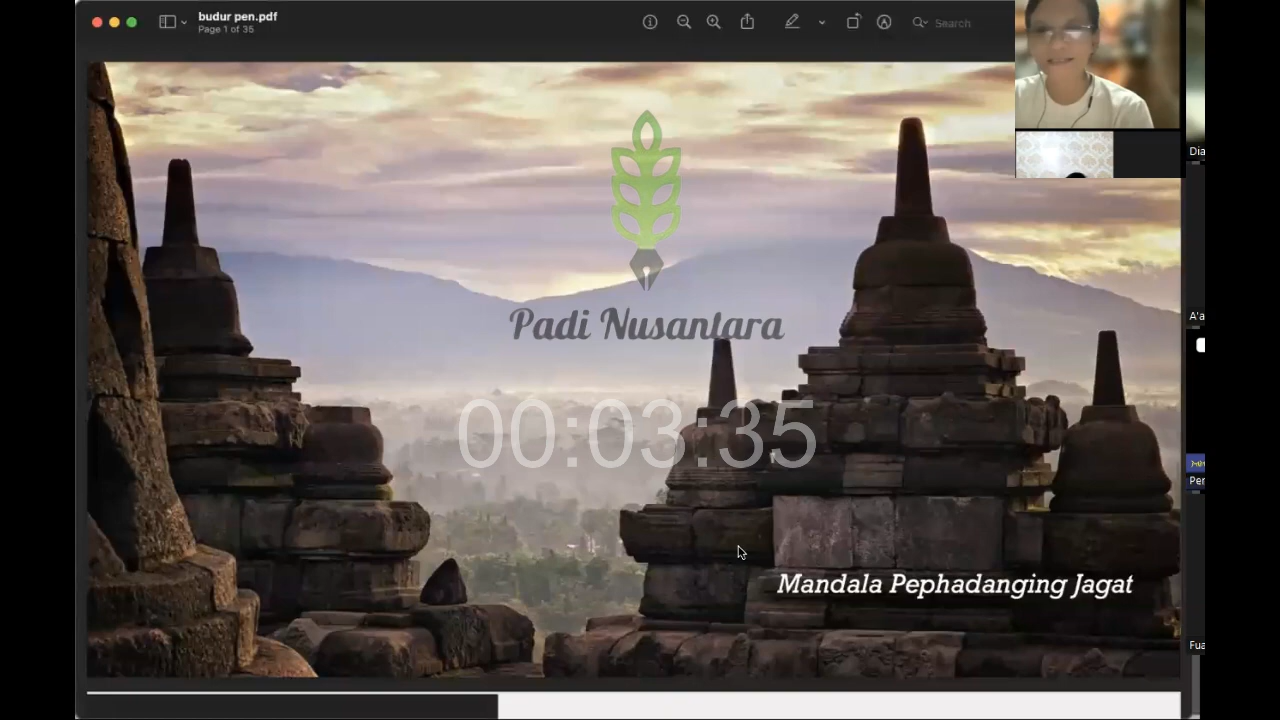 budur pen.pdf
Page 1 of 35
Search
Dia
Padi Nusantara
A'a
00:03:35
Per
Mandala Pephadanging Jagat
Fua